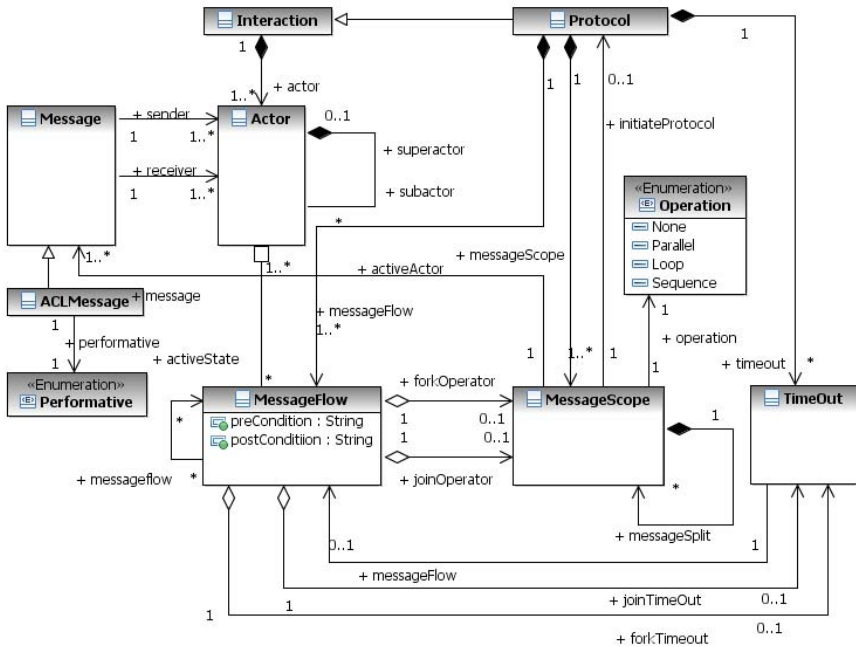 Interaction
Protocol
1
1
+ actor
1
1
0..1
1..*
*
Message
+ sender
1
1..*
Actor
0..1
+ superactor
+ initiateProtocol
+ receiver
1
1..*
+ subactor
«Enumeration»
Operation
None
Parallel
Loop
Sequence
*
1..*
1..*
+ activeActor
+ messageScope
ACLMessage
+ message
1
+ performative
1
+ messageFlow
1..*
1
+ operation
+ activeState
1
1..*
1
1
+ timeout
*
«Enumeration»
Performative
*
MessageFlow
preCondition : String
postConditiion : String
+ forkOperator
1
0..1
1
0..1
+ joinOperator
MessageScope
1
TimeOut
*
+ messageflow
*
*
+ messageSplit
0..1
1
+ messageFlow
1
1
+ joinTimeOut
0..1
+ forkTimeout
0..1